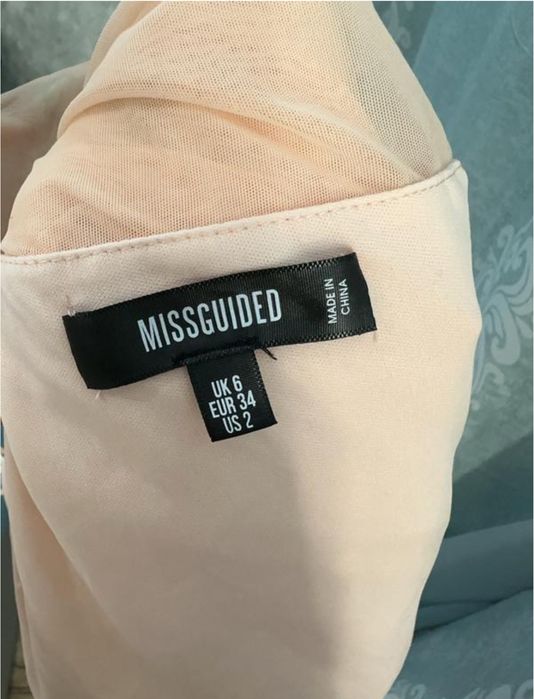 MISSGUIDED
MADE IN
CHINA
UK 6
EUR 34
US 2